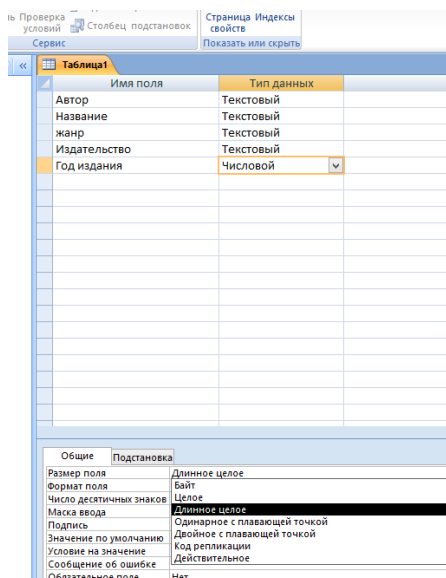 ь Проверка
условий
Столбец подстановок
Страница Индексы
свойств
Сервис
Показать или скрыть
«
Таблица1
Имя поля
Тип данных
Автор
Текстовый
Название
Текстовый
жанр
Текстовый
Издательство
Текстовый
Год издания
Числовой
Общие
Подстановка
Размер поля
Длинное целое
Формат поля
Байт
Число десятичных знаков
Целое
Маска ввода
Длинное целое
Подпись
Одинарное с плавающей точкой
Значение по умолчанию
Двойное с плавающей точкой
Условие на значение
Код репликации
Сообщение об ошибке
Действительное
Обязательное поле
Нет